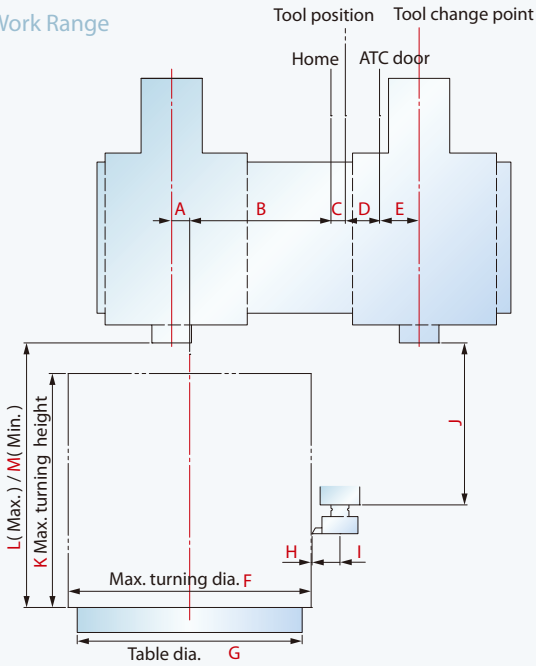 Work Range
Tool position
Tool change point
Home
ATC door
A
B
C
D
E
J
L( Max. ) / M( Min. )
K Max. turning height
H
I
Max. turning dia. F
Table dia. G